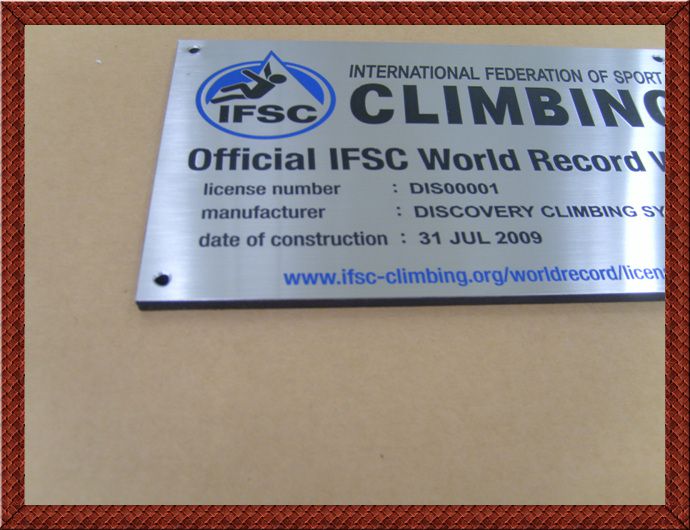 IFSC
INTERNATIONAL FEDERATION OF SPORT
CLIMBING
Official IFSC World Record
license number : DIS00001
manufacturer : DISCOVERY CLIMBING SY
date of construction : 31 JUL 2009
www.ifsc-climbing.org/worldrecord/licen